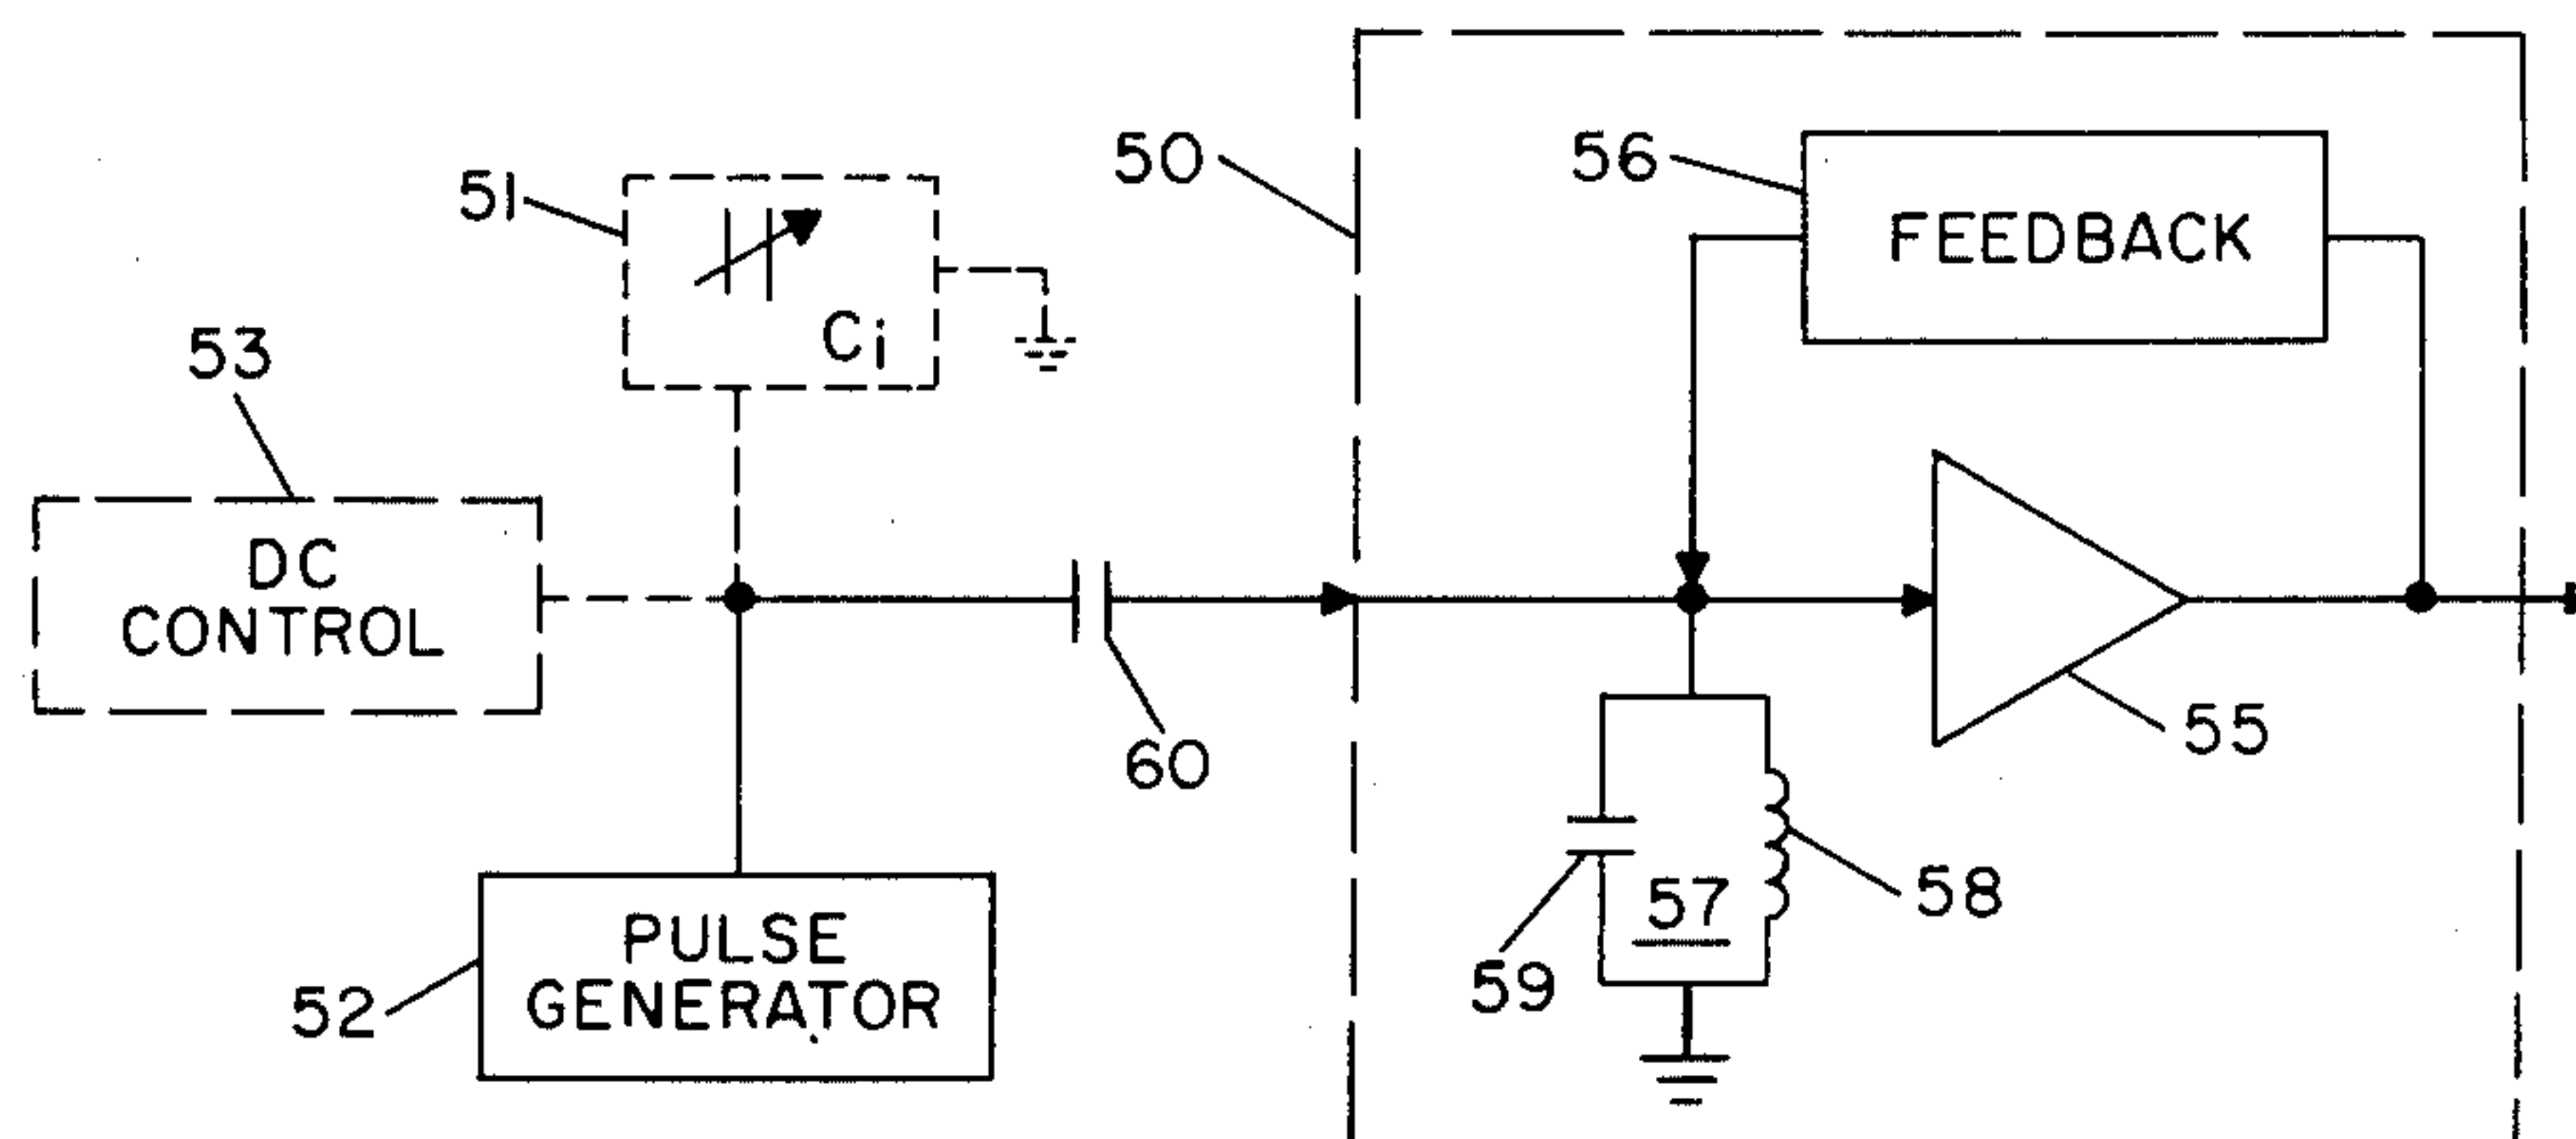 50
56
FEEDBACK
51
Ci
53
DC
CONTROL
60
55
57
58
59
PULSE
GENERATOR
52